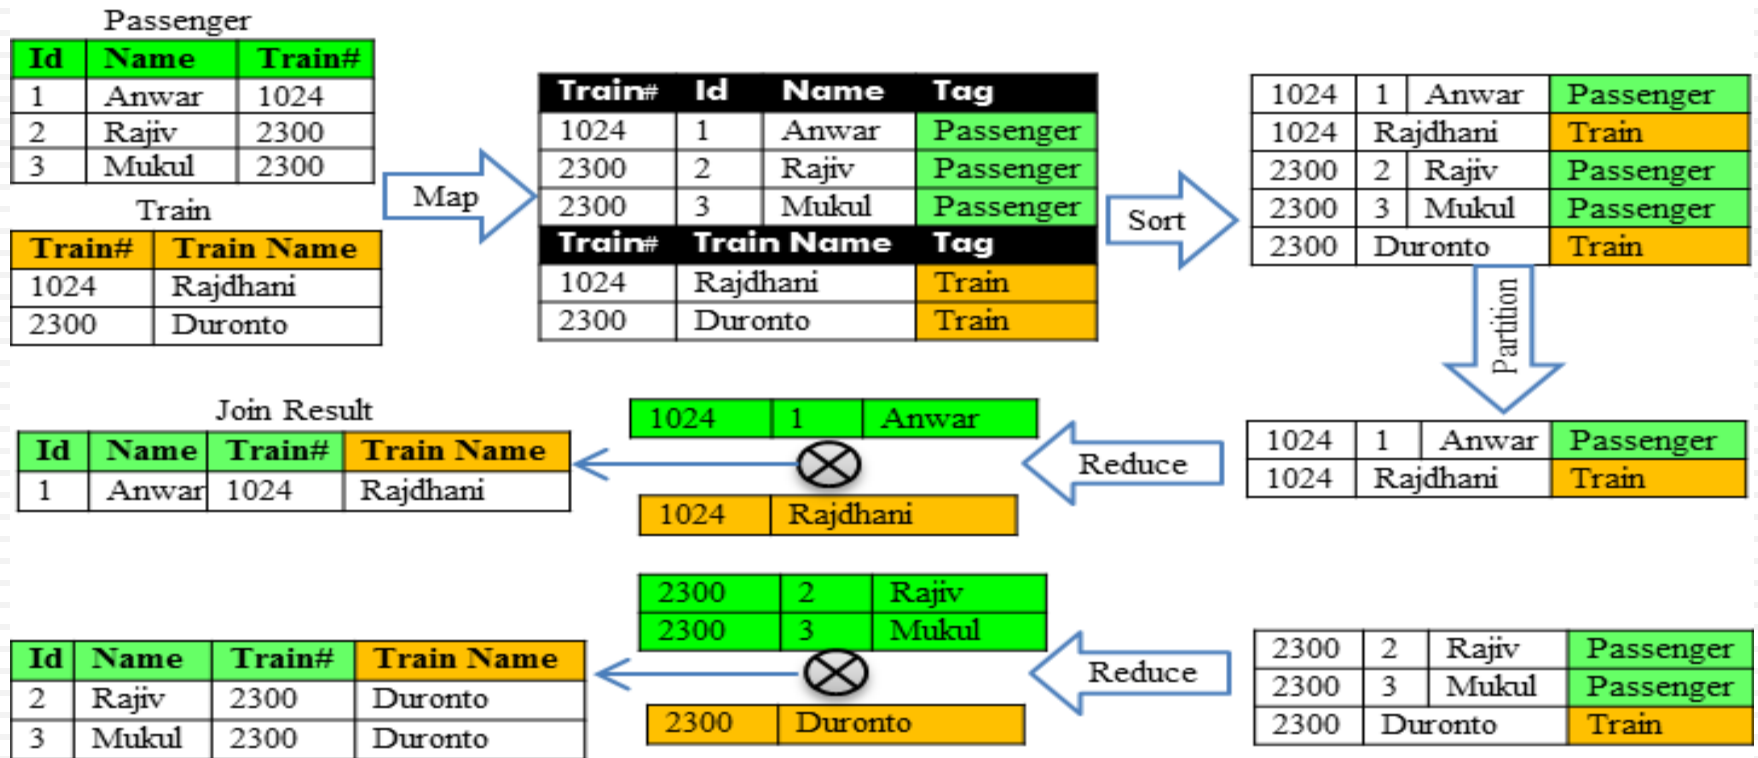 Passenger
Id Name Train#
1 Anwar 1024
2 Rajiv 2300
3 Mukul 2300
Train
Train# Train Name
1024 Rajdhani
2300 Duronto
Map
Train# Id Name Tag
1024 1 Anwar Passenger
2300 2 Rajiv Passenger
2300 3 Mukul Passenger
Train# Train Name Tag
1024 Rajdhani Train
2300 Duronto Train
Sort
1024 1 Anwar Passenger
1024 Rajdhani Train
2300 2 Rajiv Passenger
2300 3 Mukul Passenger
2300 Duronto Train
Partition
1024 1 Anwar Passenger
1024 Rajdhani Train
Reduce
1024 1 Anwar
1024 Rajdhani
Join Result
Id Name Train# Train Name
1 Anwar 1024 Rajdhani
2300 2 Rajiv Passenger
2300 3 Mukul Passenger
2300 Duronto Train
Reduce
2300 2 Rajiv
2300 3 Mukul
2300 Duronto
Id Name Train# Train Name
2 Rajiv 2300 Duronto
3 Mukul 2300 Duronto